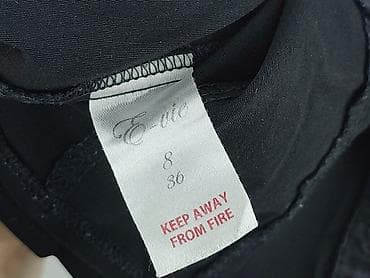 E-vie
8
36
KEEP AWAY
FROM FIRE